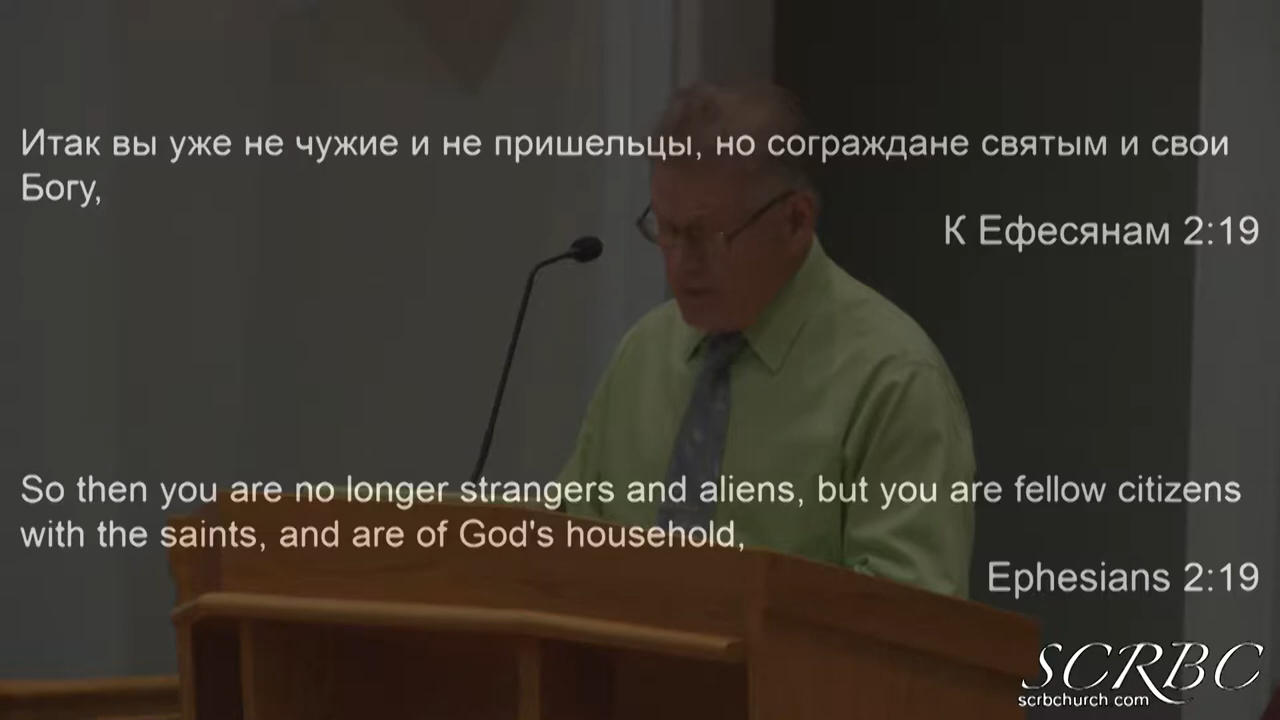 Итак вы уже не чужие и не пришельцы, но сограждане святым и свои
Богу,
К Ефесянам 2:19
So then you are no longer strangers and aliens, but you are fellow citizens
with the saints, and are of God's household,
Ephesians 2:19
SCRBC
scrbchurch com